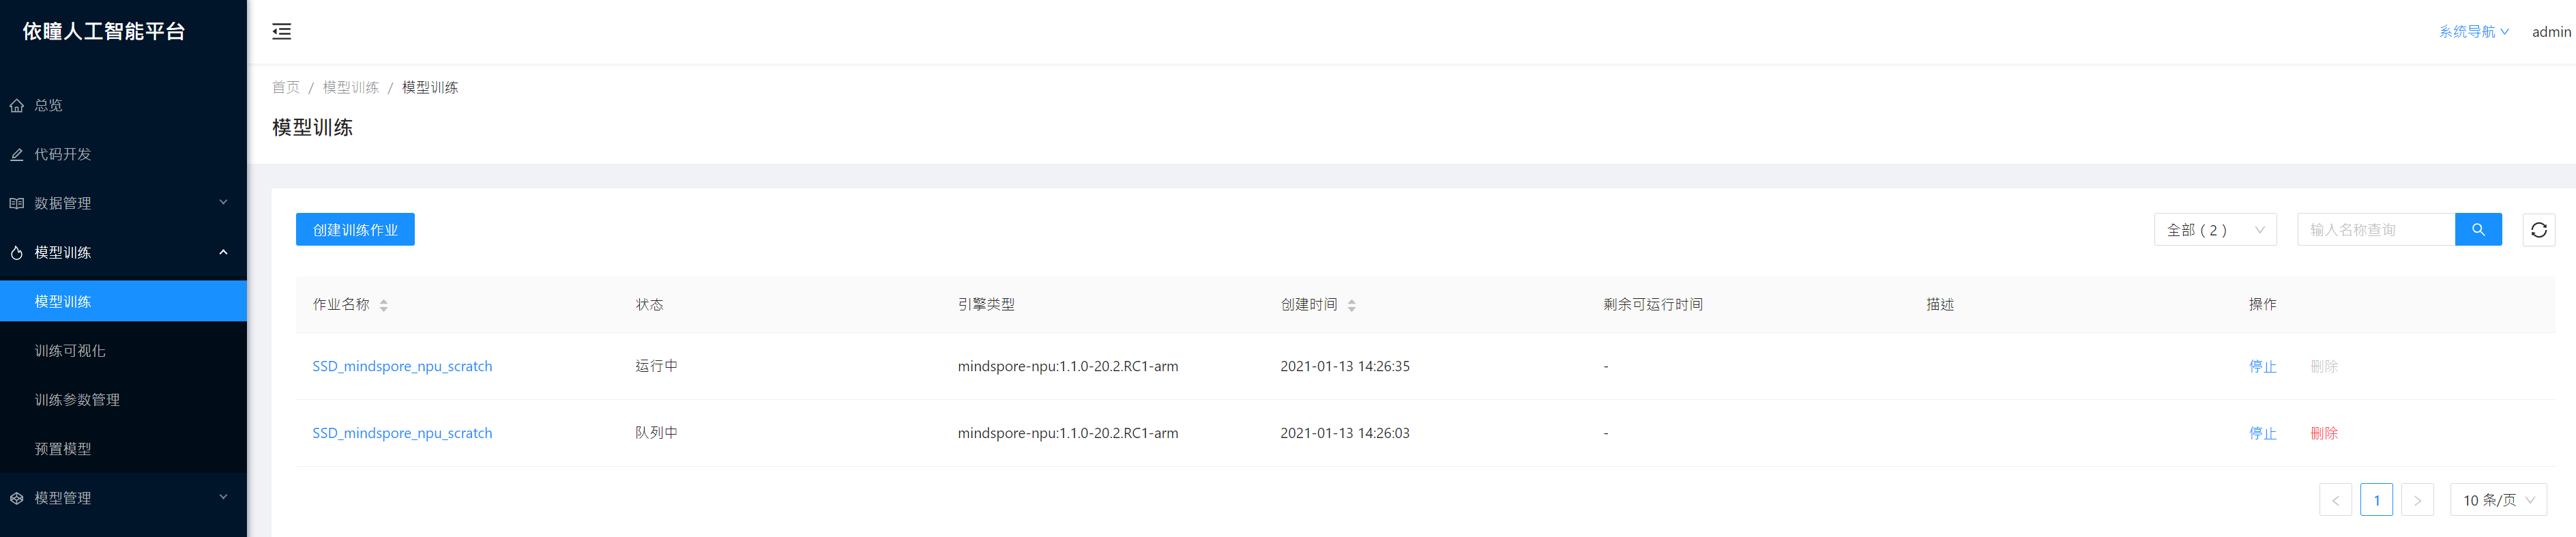 依瞳人工智能平台
系统导航 admin
总览
代码开发
数据管理
模型训练
模型训练
训练可视化
训练参数管理
预置模型
模型管理
首页 / 模型训练 / 模型训练
模型训练
创建训练作业 全部 ( 2 ) 输入名称查询
作业名称 状态 引擎类型 创建时间 剩余可运行时间 描述 操作
SSD_mindspore_npu_scratch 运行中 mindspore-npu:1.1.0-20.2.RC1-arm 2021-01-13 14:26:35 - 停止 删除
SSD_mindspore_npu_scratch 队列中 mindspore-npu:1.1.0-20.2.RC1-arm 2021-01-13 14:26:03 - 停止 删除
< 1 > 10 条/页